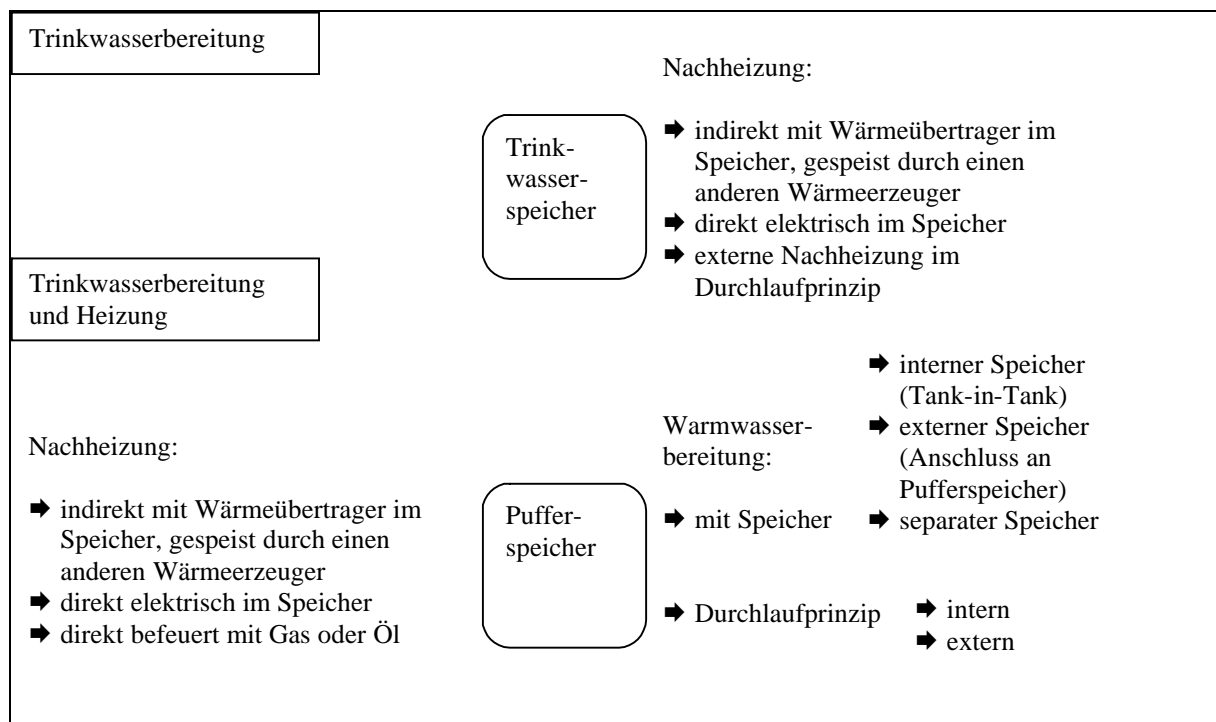 Trinkwasserbereitung
Nachheizung:
Trink-
wasser-
speicher
➨ indirekt mit Wärmeübertrager im
Speicher, gespeist durch einen
anderen Wärmeerzeuger
➨ direkt elektrisch im Speicher
➨ externe Nachheizung im
Durchlaufprinzip
Trinkwasserbereitung
und Heizung
Nachheizung:
➨ indirekt mit Wärmeübertrager im
Speicher, gespeist durch einen
anderen Wärmeerzeuger
➨ direkt elektrisch im Speicher
➨ direkt befeuert mit Gas oder Öl
Puffer-
speicher
Warmwasser-
bereitung:
➨ mit Speicher
➨ interner Speicher
(Tank-in-Tank)
➨ externer Speicher
(Anschluss an
Pufferspeicher)
➨ separater Speicher
➨ Durchlaufprinzip
➨ intern
➨ extern